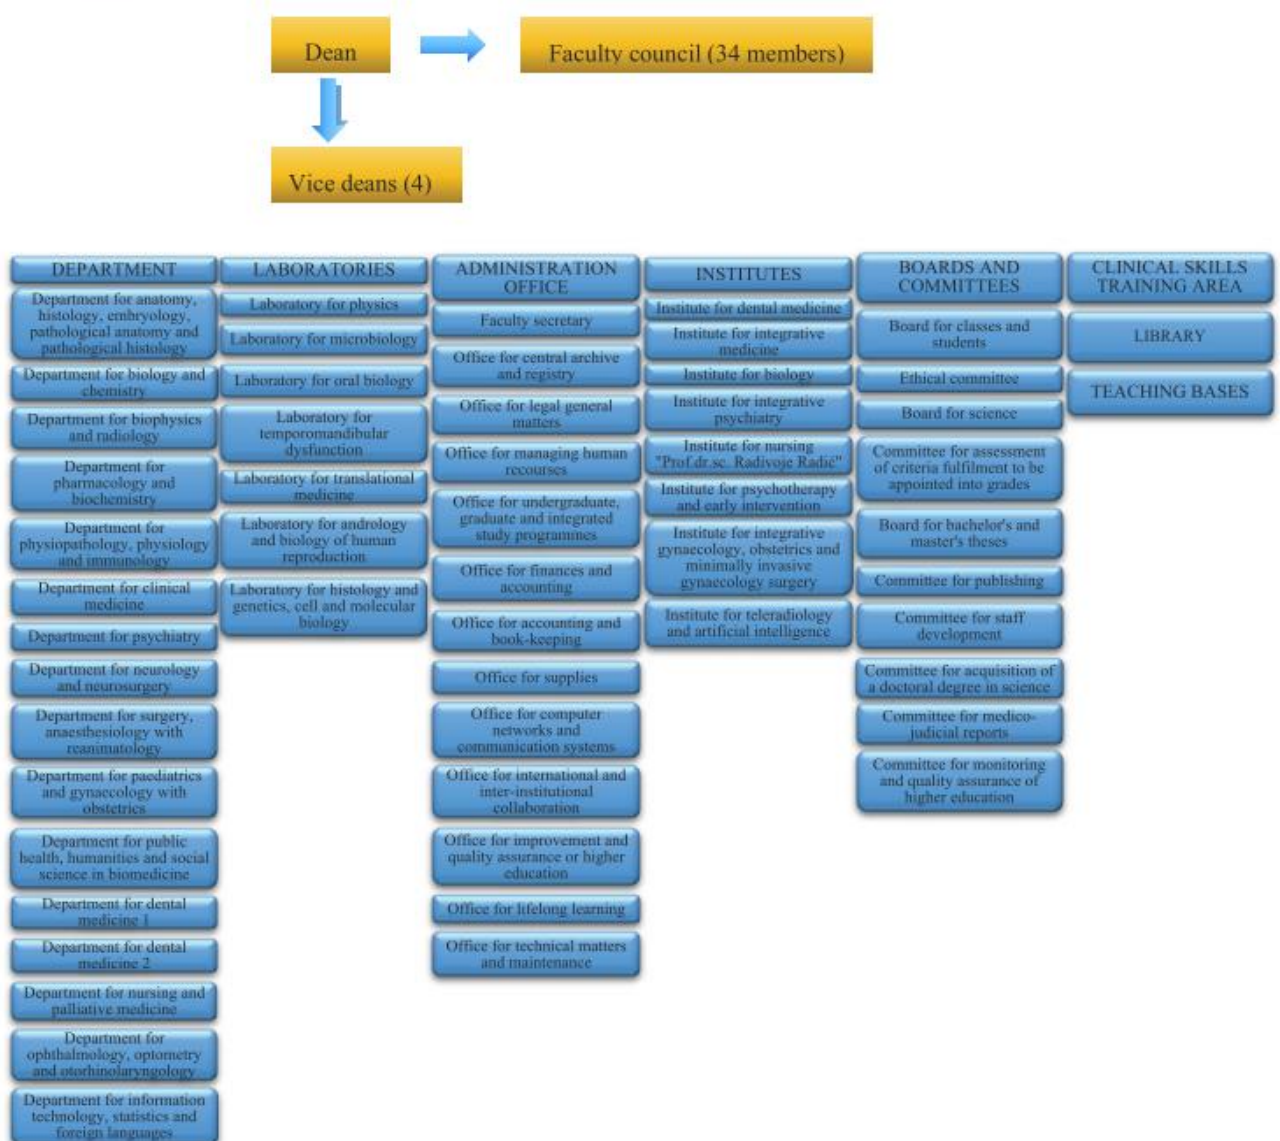 Dean
Faculty council (34 members)
Vice deans (4)
DEPARTMENT
Department for anatomy,
histology, embryology,
pathological anatomy and
pathological histology
Department for biology and
chemistry
Department for biophysics
and radiology
Department for
pharmacology and
biochemistry
Department for
physiopathology, physiology
and immunology
Department for clinical
medicine
Department for psychiatry
Department for neurology
and neurosurgery
Department for surgery,
anaesthesiology with
reanimatology
Department for paediatrics
and gynaecology with
obstetrics
Department for public
health, humanities and social
science in biomedicine
Department for dental
medicine 1
Department for dental
medicine 2
Department for nursing and
palliative medicine
Department for
ophthalmology, optometry
and otorhinolaryngology
Department for information
technology, statistics and
foreign languages
LABORATORIES
Laboratory for physics
Laboratory for microbiology
Laboratory for oral biology
Laboratory for
temporomandibular
dysfunction
Laboratory for translational
medicine
Laboratory for andrology
and biology of human
reproduction
Laboratory for histology and
genetics, cell and molecular
biology
ADMINISTRATION
OFFICE
Faculty secretary
Office for central archive
and registry
Office for legal general
matters
Office for managing human
recourses
Office for undergraduate,
graduate and integrated
study programmes
Office for finances and
accounting
Office for accounting and
book-keeping
Office for supplies
Office for computer
networks and
communication systems
Office for international and
inter-institutional
collaboration
Office for improvement and
quality assurance or higher
education
Office for lifelong learning
Office for technical matters
and maintenance
INSTITUTES
Institute for dental medicine
Institute for integrative
medicine
Institute for biology
Institute for integrative
psychiatry
Institute for nursing
"Prof.dr.sc. Radivoje Radić"
Institute for psychotherapy
and early intervention
Institute for integrative
gynaecology, obstetrics and
minimally invasive
gynaecology surgery
Institute for teleradiology
and artificial intelligence
BOARDS AND
COMMITTEES
Board for classes and
students
Ethical committee
Board for science
Committee for assessment
of criteria fulfilment to be
appointed into grades
Board for bachelor's and
master's theses
Committee for publishing
Committee for staff
development
Committee for acquisition of
a doctoral degree in science
Committee for medico-
judicial reports
Committee for monitoring
and quality assurance of
higher education
CLINICAL SKILLS
TRAINING AREA
LIBRARY
TEACHING BASES